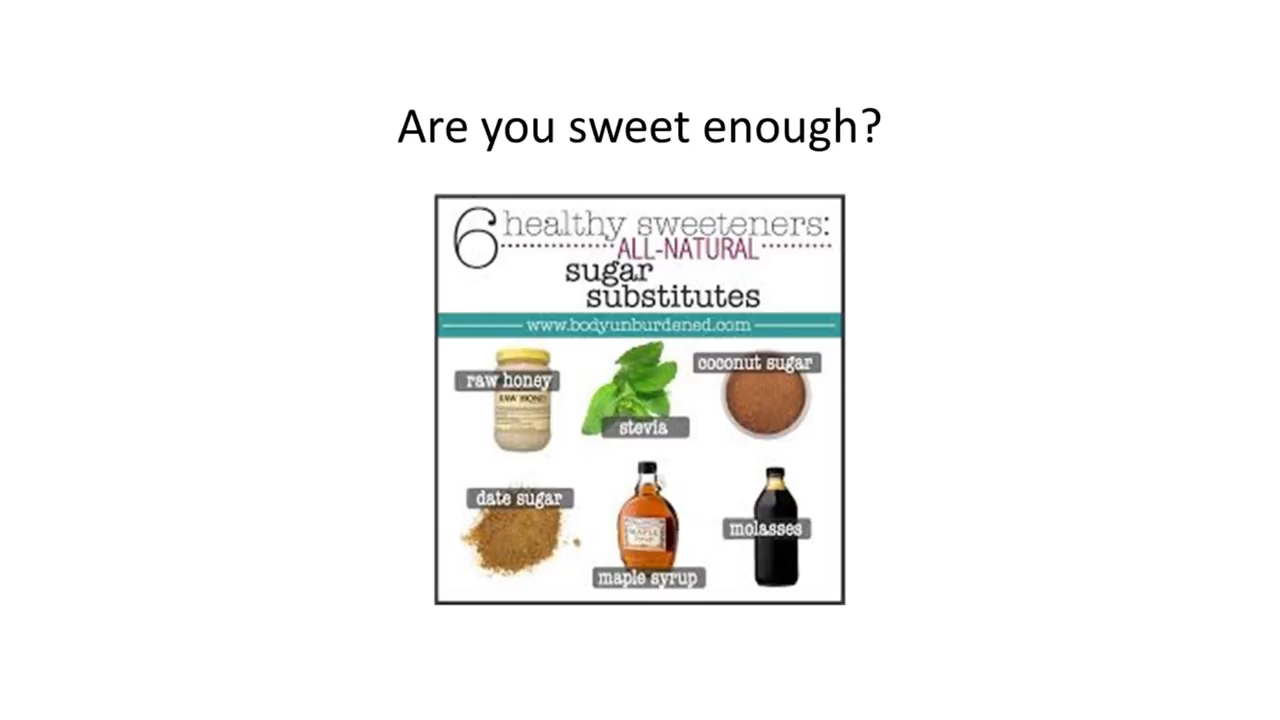 Are you sweet enough?
6 healthy sweeteners:
ALL-NATURAL
sugar
substitutes
www.bodyunburdened.com
raw honey
RAW HONEY
stevia
coconut sugar
date sugar
maple syrup
MAPLE
molasses